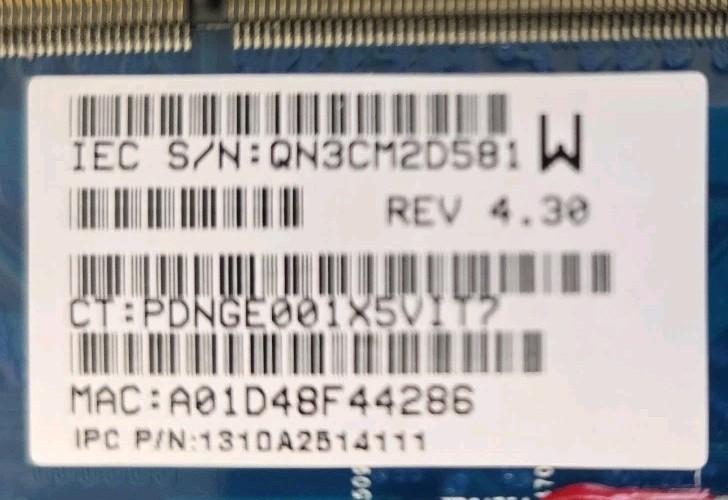 IEC S/N:QN3CM2D581 W
REV 4.30
CT:PDNGE001X5VIT7
MAC:A01D48F44286
IPC P/N:1310A2514111